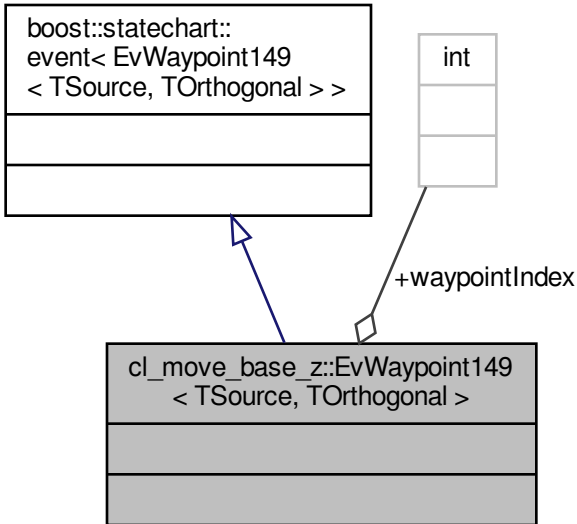 boost::statechart::
event< EvWaypoint149
< TSource, TOrthogonal > >
int
+waypointIndex
cl_move_base_z::EvWaypoint149
< TSource, TOrthogonal >